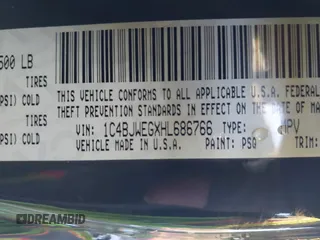 500 LB
TIRES
PSI) COLD
THIS VEHICLE CONFORMS TO ALL APPLICABLE U.S.A. FEDERAL
THEFT PREVENTION STANDARDS IN EFFECT ON THE DATE OF MA
TIRES
PSI) COLD
VIN: 1C4BJWEGXHL686766 TYPE: MPV
MADE IN U.S.A. PAINT: PSQ TRIM:
DREAMBID